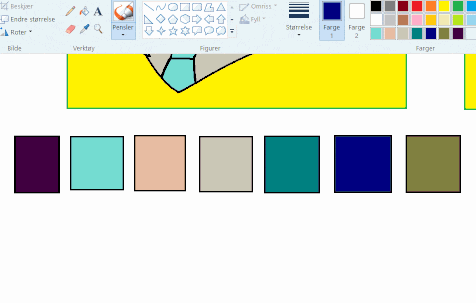 Beskjær
Endre størrelse
Roter
A
Pensler
Omriss
Fyll
Størrelse
Farge
1
Farge
2
Bilde
Verktøy
Figurer
Farger